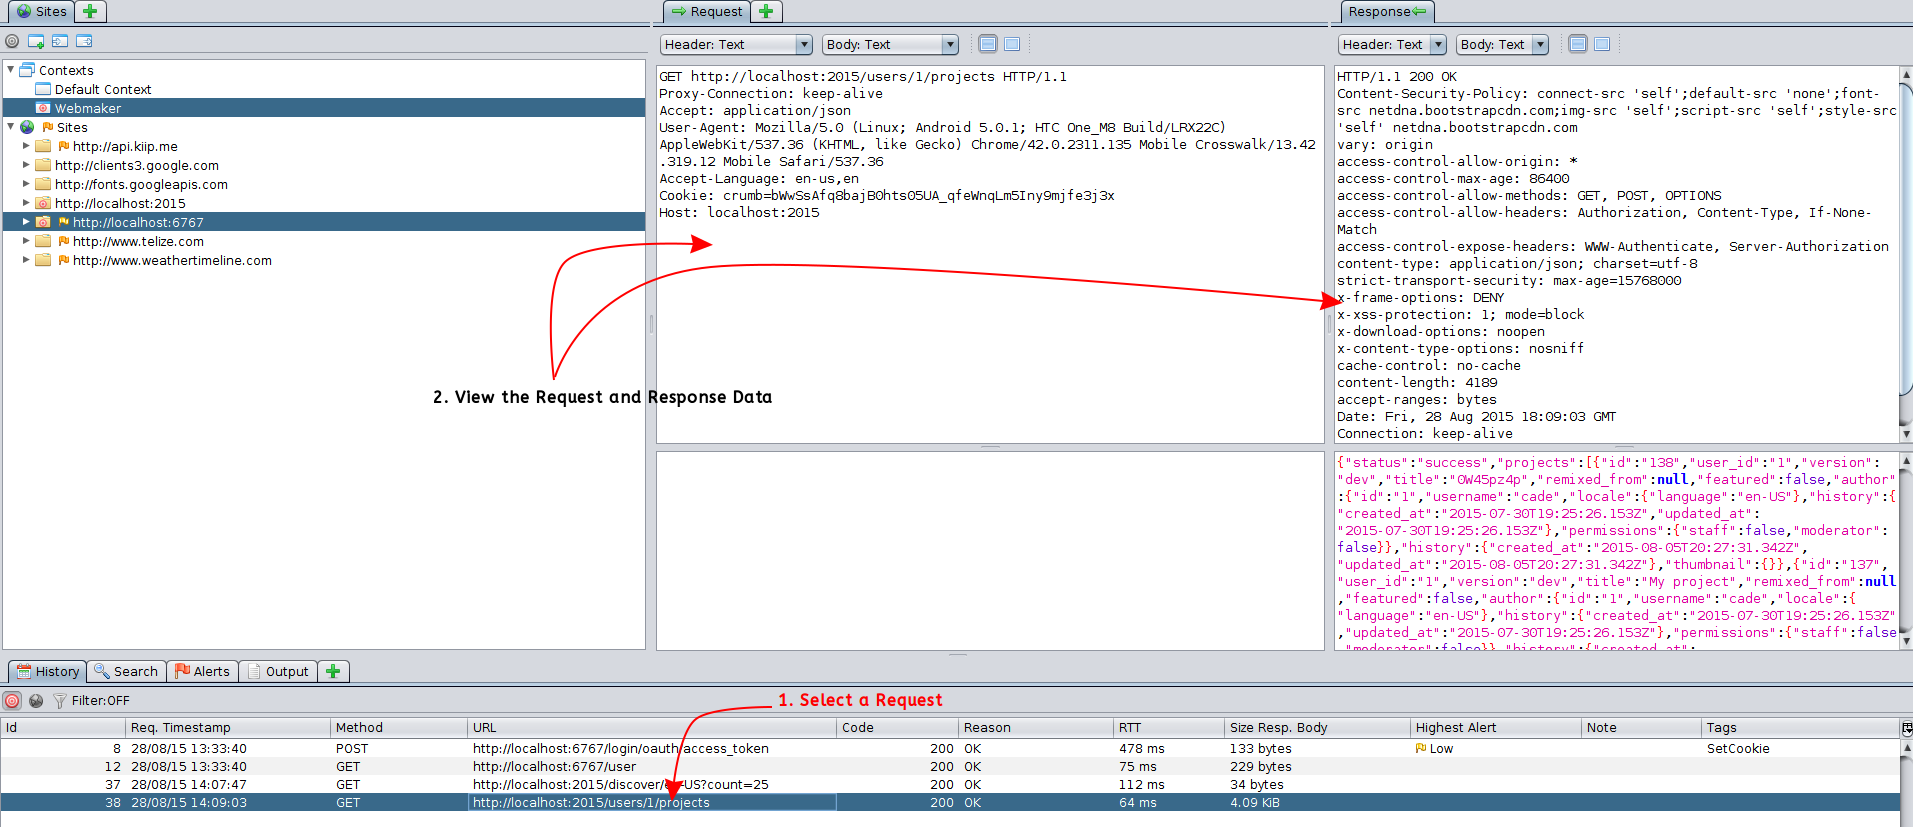 Sites
Request
Response
Header: Text
Body: Text
Header: Text
Body: Text
Contexts
Default Context
Webmaker
Sites
http://api.kiip.me
http://clients3.google.com
http://fonts.googleapis.com
http://localhost:2015
http://localhost:6767
http://www.telize.com
http://www.weathertimeline.com
GET http://localhost:2015/users/1/projects HTTP/1.1
Proxy-Connection: keep-alive
Accept: application/json
User-Agent: Mozilla/5.0 (Linux; Android 5.0.1; HTC One_M8 Build/LRX22C)
AppleWebKit/537.36 (KHTML, like Gecko) Chrome/42.0.2311.135 Mobile Crosswalk/13.42
.319.12 Mobile Safari/537.36
Accept-Language: en-us,en
Cookie: crumb=bWwSsAfq8bajB0hts05UA_qfeWnqLm5Iny9mjfe3j3x
Host: localhost:2015
HTTP/1.1 200 OK
Content-Security-Policy: connect-src 'self';default-src 'none';font-
src netdna.bootstrapcdn.com;img-src 'self';script-src 'self';style-src
'self' netdna.bootstrapcdn.com
vary: origin
access-control-allow-origin: *
access-control-max-age: 86400
access-control-allow-methods: GET, POST, OPTIONS
access-control-allow-headers: Authorization, Content-Type, If-None-
Match
access-control-expose-headers: WWW-Authenticate, Server-Authorization
content-type: application/json; charset=utf-8
strict-transport-security: max-age=15768000
x-frame-options: DENY
x-xss-protection: 1; mode=block
x-download-options: noopen
x-content-type-options: nosniff
cache-control: no-cache
content-length: 4189
accept-ranges: bytes
Date: Fri, 28 Aug 2015 18:09:03 GMT
Connection: keep-alive
2. View the Request and Response Data
{"status":"success","projects":[{"id":"138","user_id":"1","version":
"dev","title":"0W45pz4p","remixed_from":null,"featured":false,"author"
:{"id":"1","username":"cade","locale":{"language":"en-US"},"history":{
"created_at":"2015-07-30T19:25:26.153Z","updated_at":
"2015-07-30T19:25:26.153Z"},"permissions":{"staff":false,"moderator":
false}},"history":{"created_at":"2015-08-05T20:27:31.342Z",
"updated_at":"2015-08-05T20:27:31.342Z"},"thumbnail":{}},{"id":"137",
"user_id":"1","version":"dev","title":"My project","remixed_from":null
,"featured":false,"author":{"id":"1","username":"cade","locale":{
"language":"en-US"},"history":{"created_at":"2015-07-30T19:25:26.153Z"
,"updated_at":"2015-07-30T19:25:26.153Z"},"permissions":{"staff":false
"moderator":false}},"history":{"created_at":
History
Search
Alerts
Output
Filter:OFF
1. Select a Request
Id Req. Timestamp Method URL Code Reason RTT Size Resp. Body Highest Alert Note Tags
8 28/08/15 13:33:40 POST http://localhost:6767/login/oauth/access_token 200 OK 478 ms 133 bytes Low SetCookie
12 28/08/15 13:33:40 GET http://localhost:6767/user 200 OK 75 ms 229 bytes
37 28/08/15 14:07:47 GET http://localhost:2015/discover/en-US?count=25 200 OK 112 ms 34 bytes
38 28/08/15 14:09:03 GET http://localhost:2015/users/1/projects 200 OK 64 ms 4.09 KiB